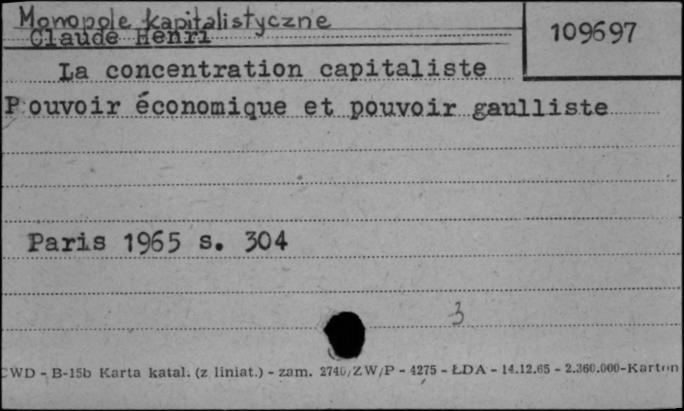 Monopole kapitalistyczne
109697
Claude Henri
La concentration capitaliste
Pouvoir économique et pouvoir gaulliste
Paris 1965 s. 304
3
CWD - B-15b Karta katal. (z liniat.) - zam. 2740/ZW/P - 4275 - ŁDA - 14.12.65 - 2.360.000-Karton